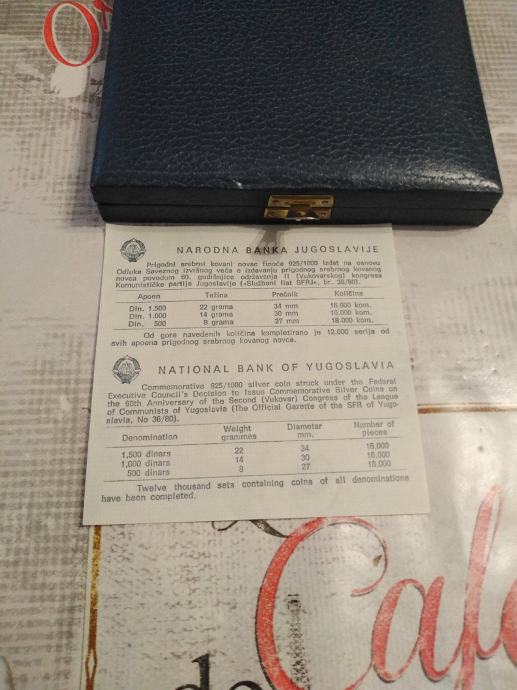 NARODNA BANKA JUGOSLAVIJE
Prigodni srebrni kovani novac finoće 925/1000 izdat na osnovu
Odluke Saveznog izvršnog veća o izdavanju prigodnog srebrnog kovanog
novca povodom 60. godišnjice održavanja II (Vukovarskog) kongresa
Komunističke partije Jugoslavije (»Službeni list SFRJ«, br. 36/80).
Apoen Težina Prečnik Količina
Din. 1.500 22 grama 34 mm 16.000 kom.
Din. 1.000 14 grama 30 mm 16.000 kom.
Din. 500 8 grama 27 mm 18.000 kom.
Od gore navedenih količina kompletirano je 12.000 serija od
svih apoena prigodnog srebrnog kovanog novca.
NATIONAL BANK OF YUGOSLAVIA
Commemorative 925/1000 silver coin struck under the Federal
Executive Council's Decision to Issue Commemorative Silver Coins on
the 60th Anniversary of the Second (Vukovar) Congress of the League
of Communists of Yugoslavia (The Official Gazette of the SFR of Yugo-
slavia, No 36/80).
Denomination Weight grammes Diameter mm. Number of pieces
1,500 dinars 22 34 16,000
1,000 dinars 14 30 16,000
500 dinars 8 27 18,000
Twelve thousand sets containing coins of all denominations
have been completed.
de
Cafe